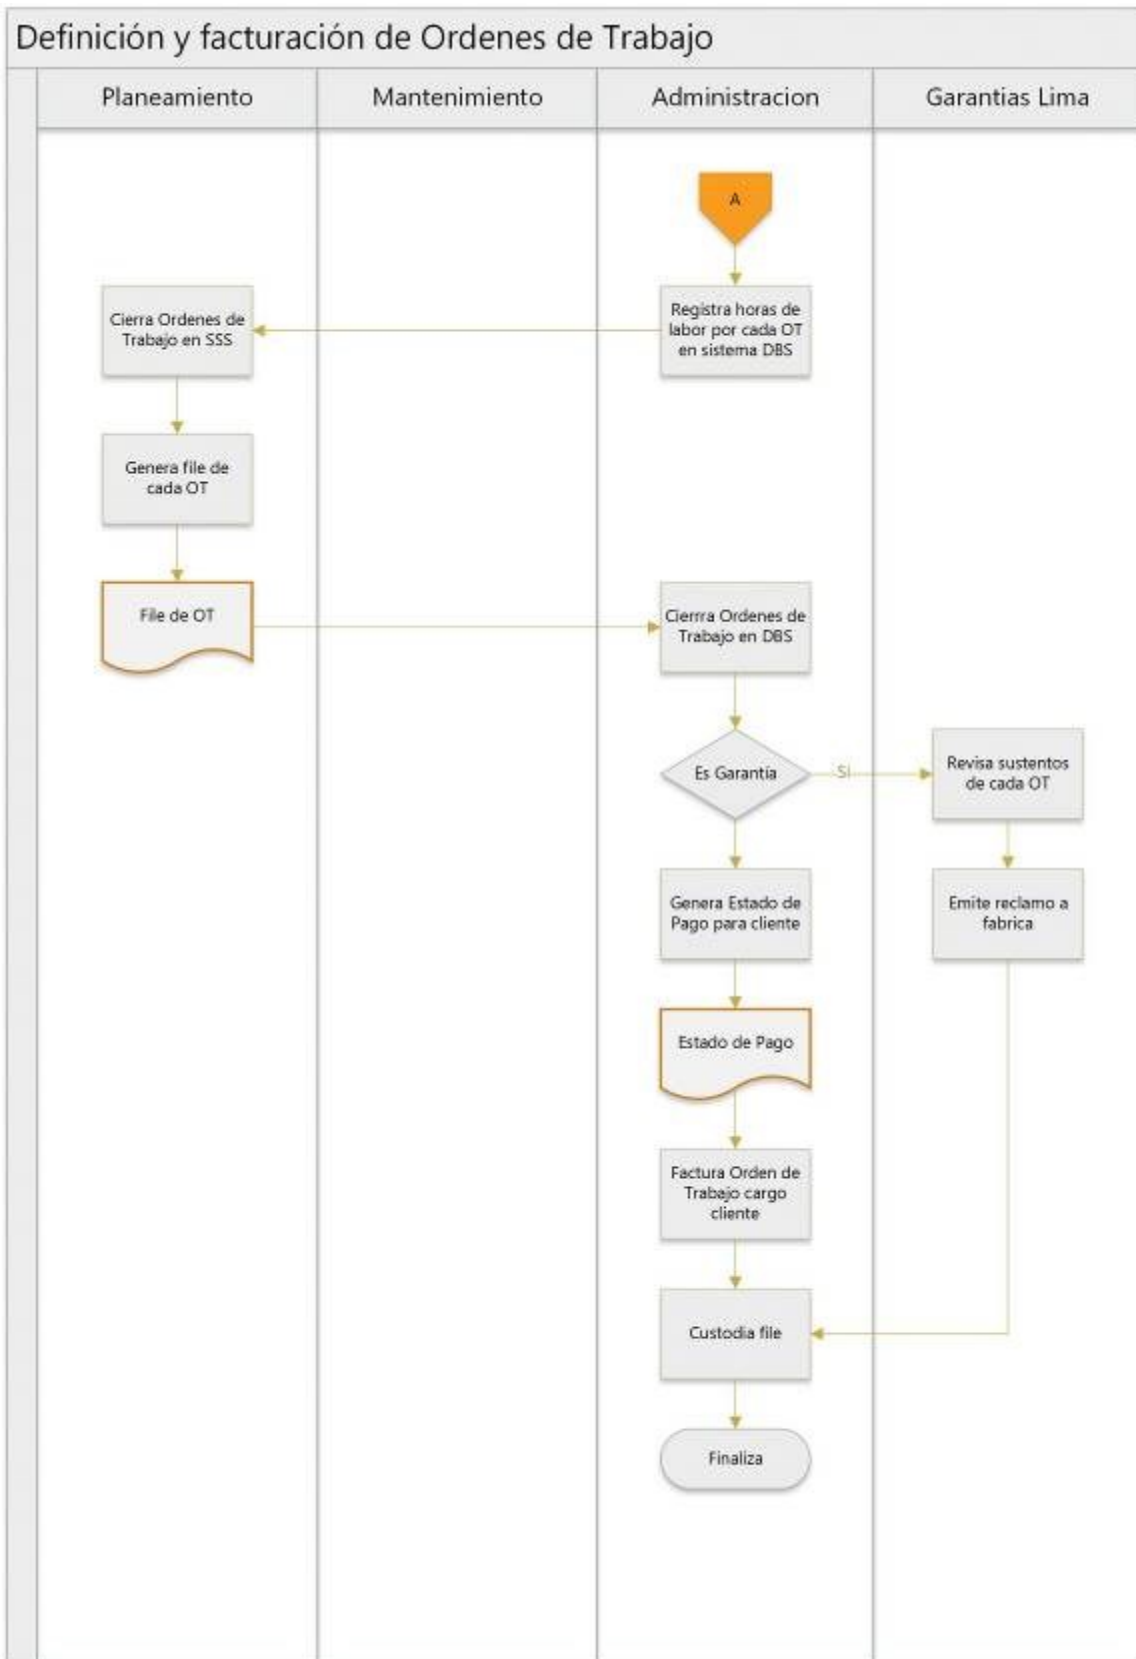 Definición y facturación de Ordenes de Trabajo
Planeamiento
Mantenimiento
Administracion
Garantias Lima
A
Registra horas de
labor por cada OT
en sistema DBS
Cierra Ordenes de
Trabajo en SSS
Genera file de
cada OT
File de OT
Cierrra Ordenes de
Trabajo en DBS
Es Garantía
Si
Revisa sustentos
de cada OT
Emite reclamo a
fabrica
Genera Estado de
Pago para cliente
Estado de Pago
Factura Orden de
Trabajo cargo
cliente
Custodia file
Finaliza